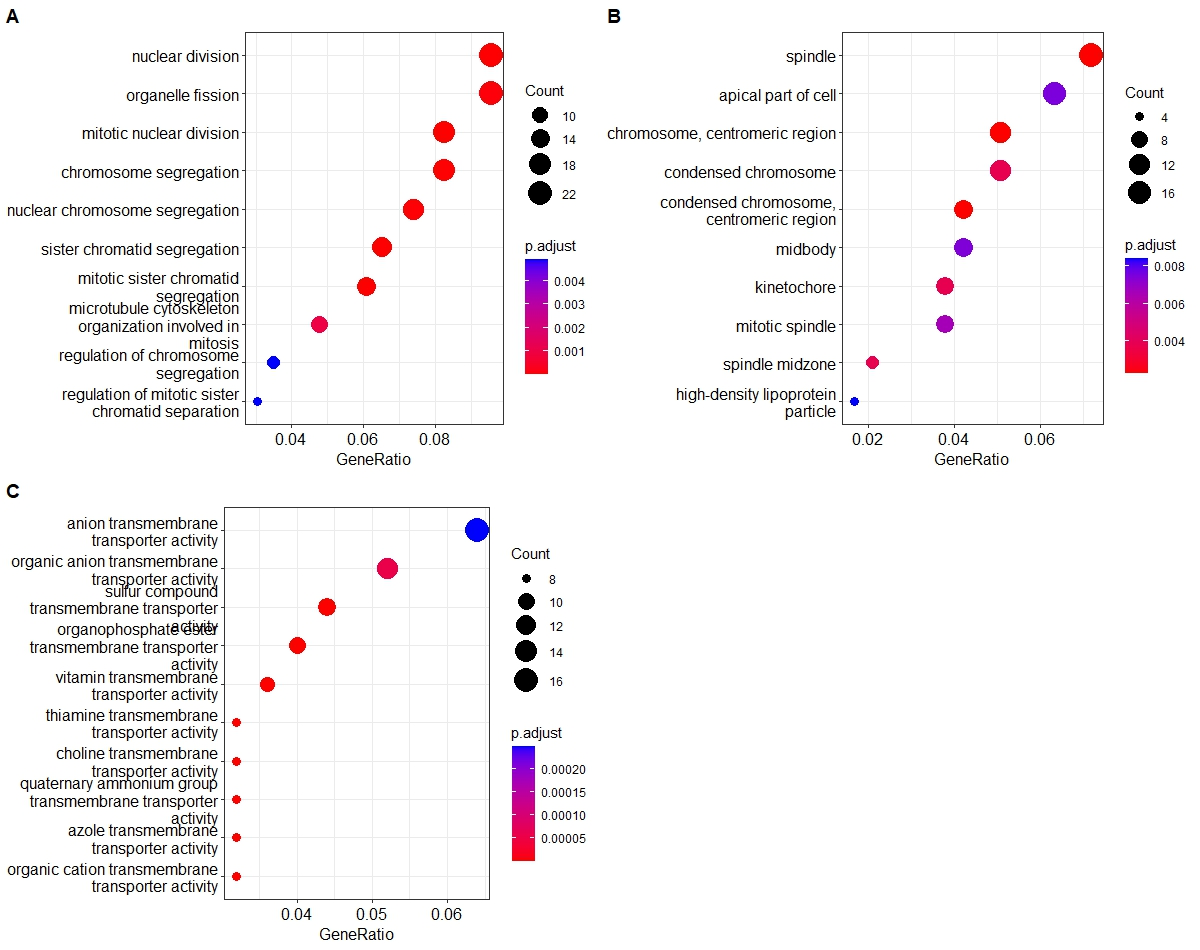 A
nuclear division
organelle fission
mitotic nuclear division
chromosome segregation
nuclear chromosome segregation
sister chromatid segregation
mitotic sister chromatid
segregation
microtubule cytoskeleton
organization involved in
mitosis
regulation of chromosome
segregation
regulation of mitotic sister
chromatid separation
0.04 0.06 0.08
GeneRatio
Count
10
14
18
22
p.adjust
0.004
0.003
0.002
0.001
B
spindle
apical part of cell
chromosome, centromeric region
condensed chromosome
condensed chromosome,
centromeric region
midbody
kinetochore
mitotic spindle
spindle midzone
high-density lipoprotein
particle
0.02 0.04 0.06
GeneRatio
Count
4
8
12
16
p.adjust
0.008
0.006
0.004
C
anion transmembrane
transporter activity
organic anion transmembrane
transporter activity
sulfur compound
transmembrane transporter
activity
organophosphate ester
transmembrane transporter
activity
vitamin transmembrane
transporter activity
thiamine transmembrane
transporter activity
choline transmembrane
transporter activity
quaternary ammonium group
transmembrane transporter
activity
azole transmembrane
transporter activity
organic cation transmembrane
transporter activity
0.04 0.05 0.06
GeneRatio
Count
8
10
12
14
16
p.adjust
0.00020
0.00015
0.00010
0.00005